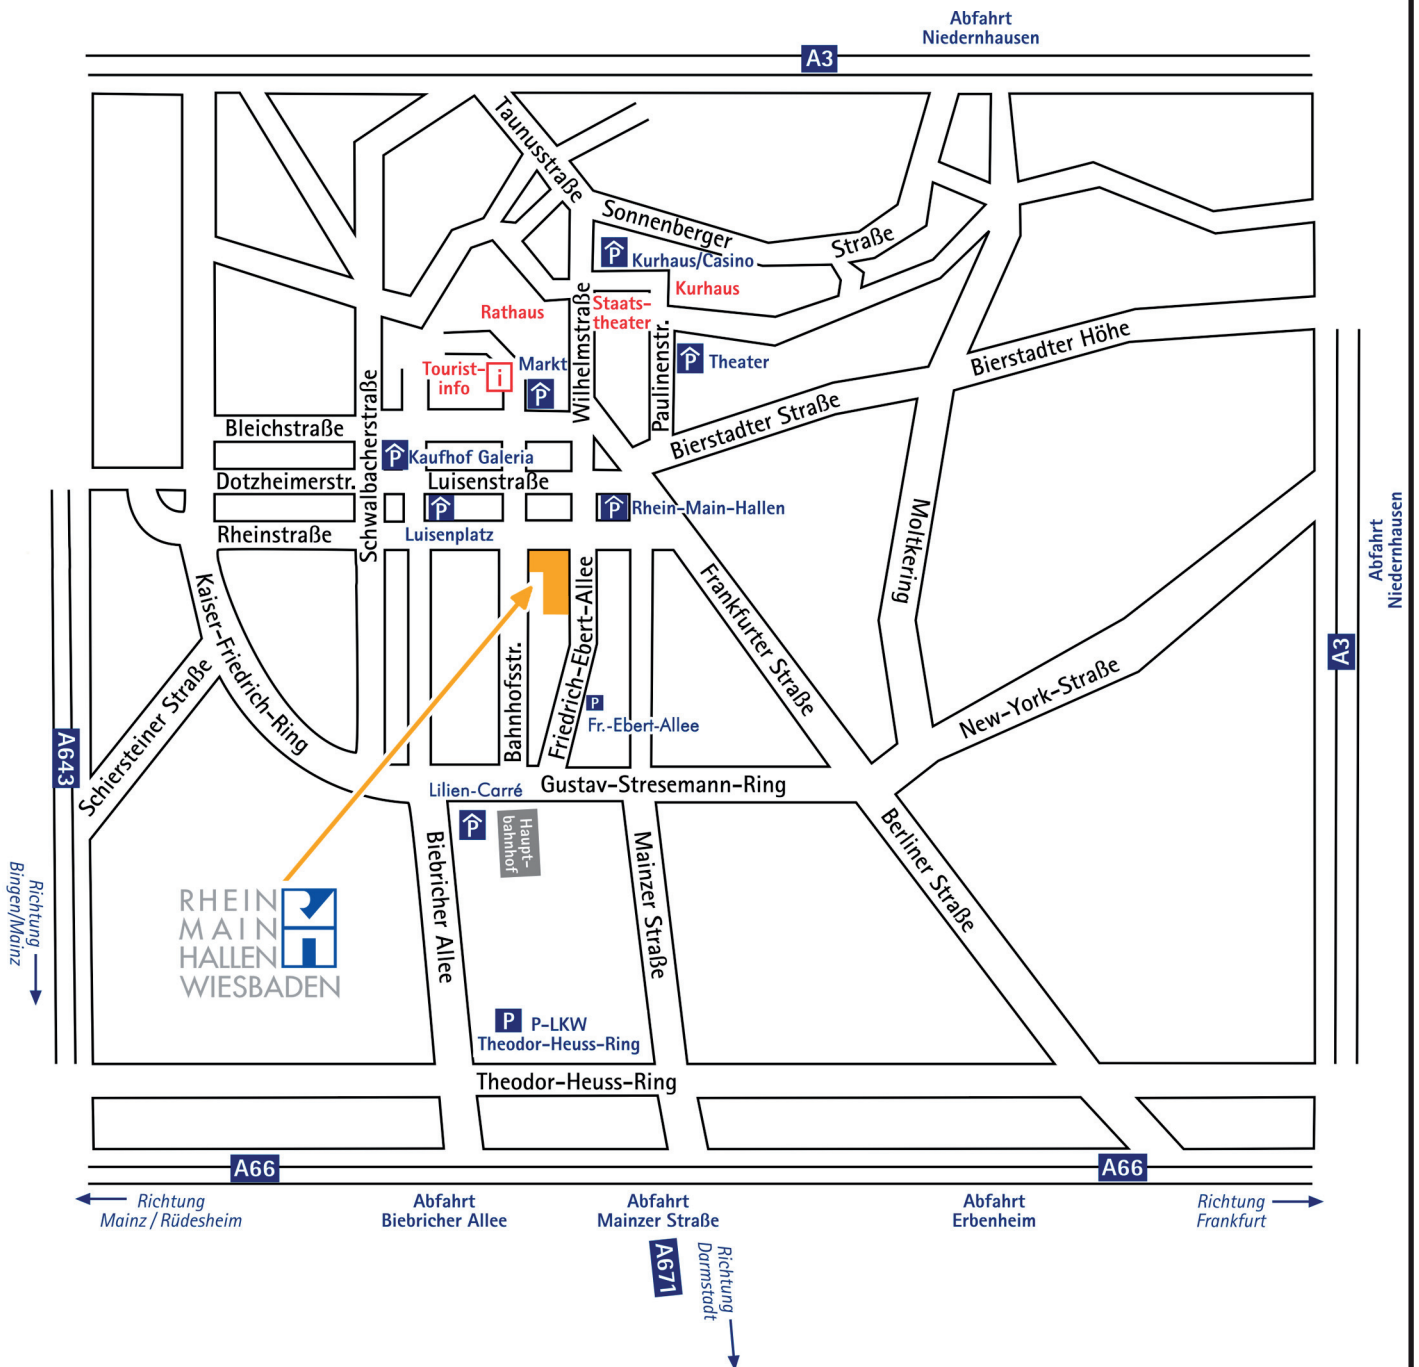 Abfahrt
Niedernhausen
A3
Taunusstraße
Sonnenberger
Straße
P
Kurhaus/Casino
Kurhaus
Rathaus
Staats-
theater
Wilhelmstraße
Paulinenstr.
Tourist-
info
i
Markt
P
P
Theater
Bierstadter Höhe
Bierstadter Straße
Schwalbacherstraße
Bleichstraße
P
Kaufhof Galeria
Dotzheimerstr.
Luisenstraße
P
Luisenplatz
P
Rhein-Main-Hallen
Rheinstraße
Moltkering
Abfahrt
Niedernhausen
A3
Kaiser-Friedrich-Ring
Schiersteiner Straße
Bahnhofsstr.
Friedrich-Ebert-Allee
P
Fr.-Ebert-Allee
Frankfurter Straße
New-York-Straße
A643
Gustav-Stresemann-Ring
Lilien-Carré
P
Haupt-
bahnhof
Biebricher Allee
Mainzer Straße
Berliner Straße
Richtung
Bingen/Mainz
RHEIN
MAIN
HALLEN
WIESBADEN
P
P-LKW
Theodor-Heuss-Ring
Theodor-Heuss-Ring
A66
A66
Richtung
Mainz / Rüdesheim
Abfahrt
Biebricher Allee
Abfahrt
Mainzer Straße
Abfahrt
Erbenheim
Richtung
Frankfurt
A671
Richtung
Darmstadt